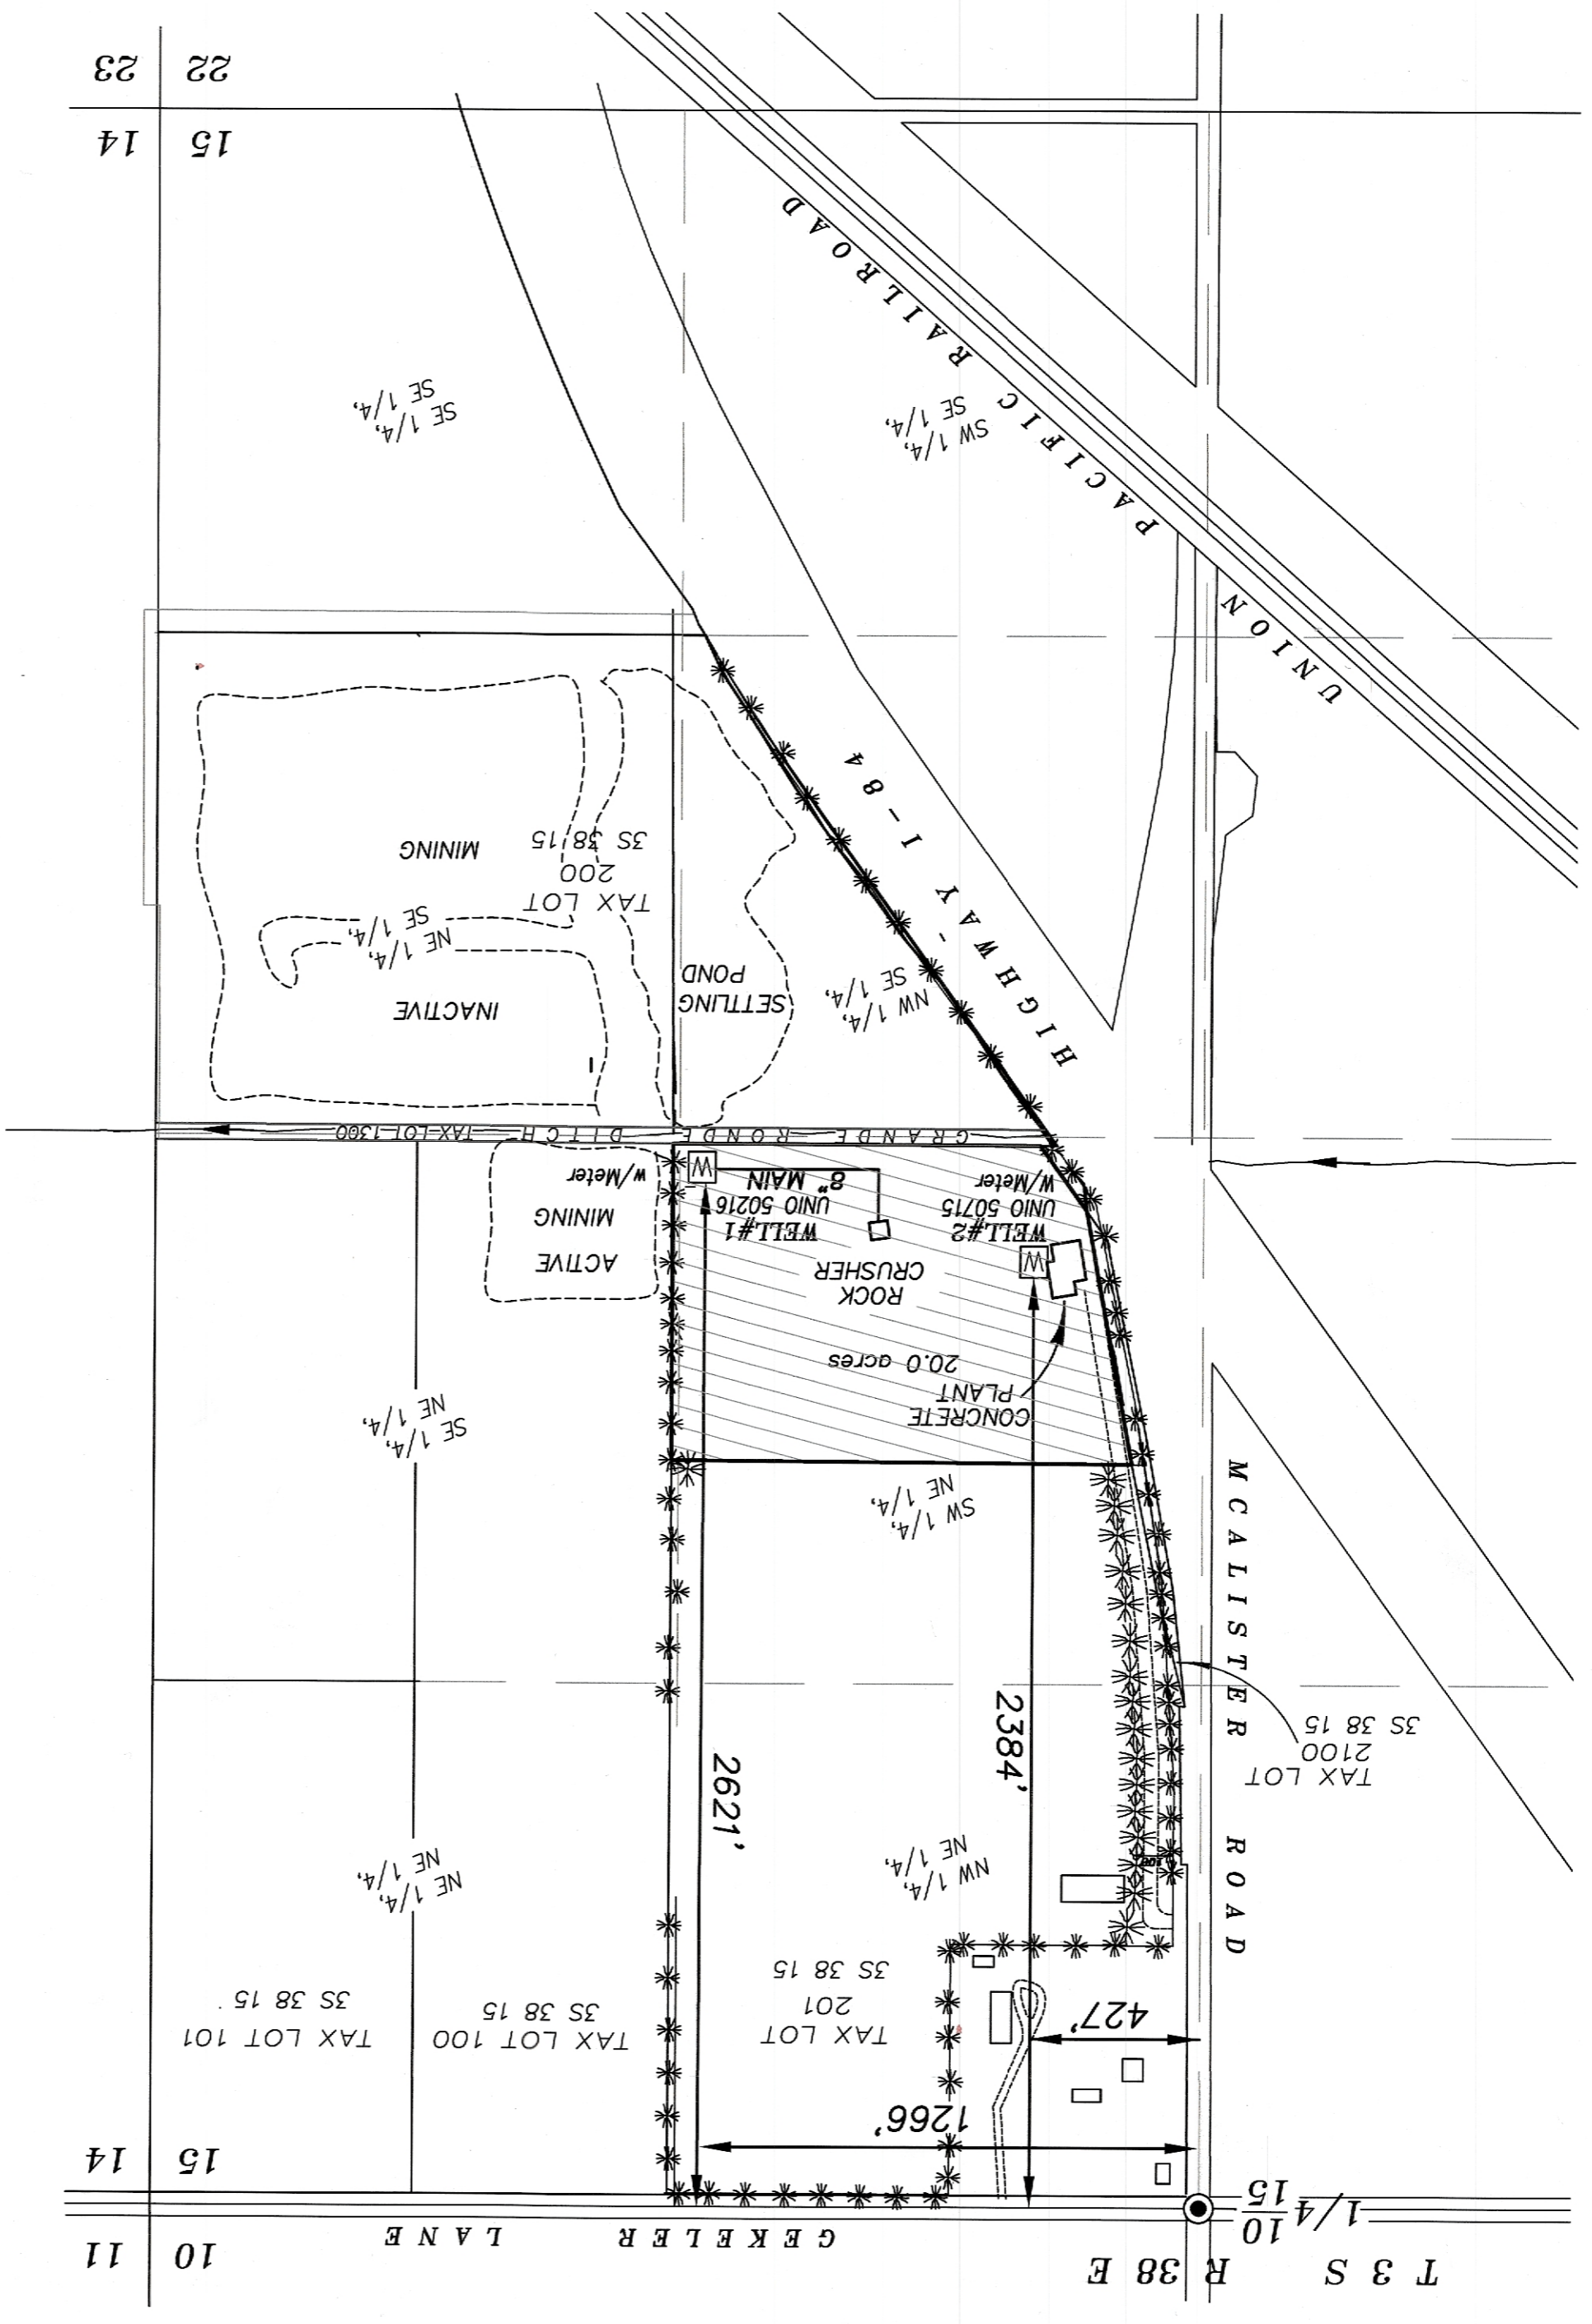 T 3 S R 38 E
1/4 10
15
10 11
15 14
GEKELER LANE
1266'
427'
TAX LOT
201
3S 38 15
TAX LOT 100
3S 38 15
TAX LOT 101
3S 38 15
NW 1/4,
NE 1/4,
NE 1/4,
NE 1/4,
TAX LOT
2100
3S 38 15
MCALISTER ROAD
2384'
2621'
SW 1/4,
NE 1/4,
SE 1/4,
NE 1/4,
CONCRETE
PLANT
20.0 acres
ROCK
CRUSHER
WELL#2
UNIO 50715
W/Meter
WELL#1
UNIO 50216
8" MAIN
w/Meter
ACTIVE
MINING
GRANDE RONDE DITCH TAX LOT 1300
HIGHWAY - I-84
NW 1/4,
SE 1/4,
SETTLING
POND
INACTIVE
NE 1/4,
SE 1/4,
TAX LOT
200
3S 38 15
MINING
UNION PACIFIC RAILROAD
SW 1/4,
SE 1/4,
SE 1/4,
SE 1/4,
15 14
22 23